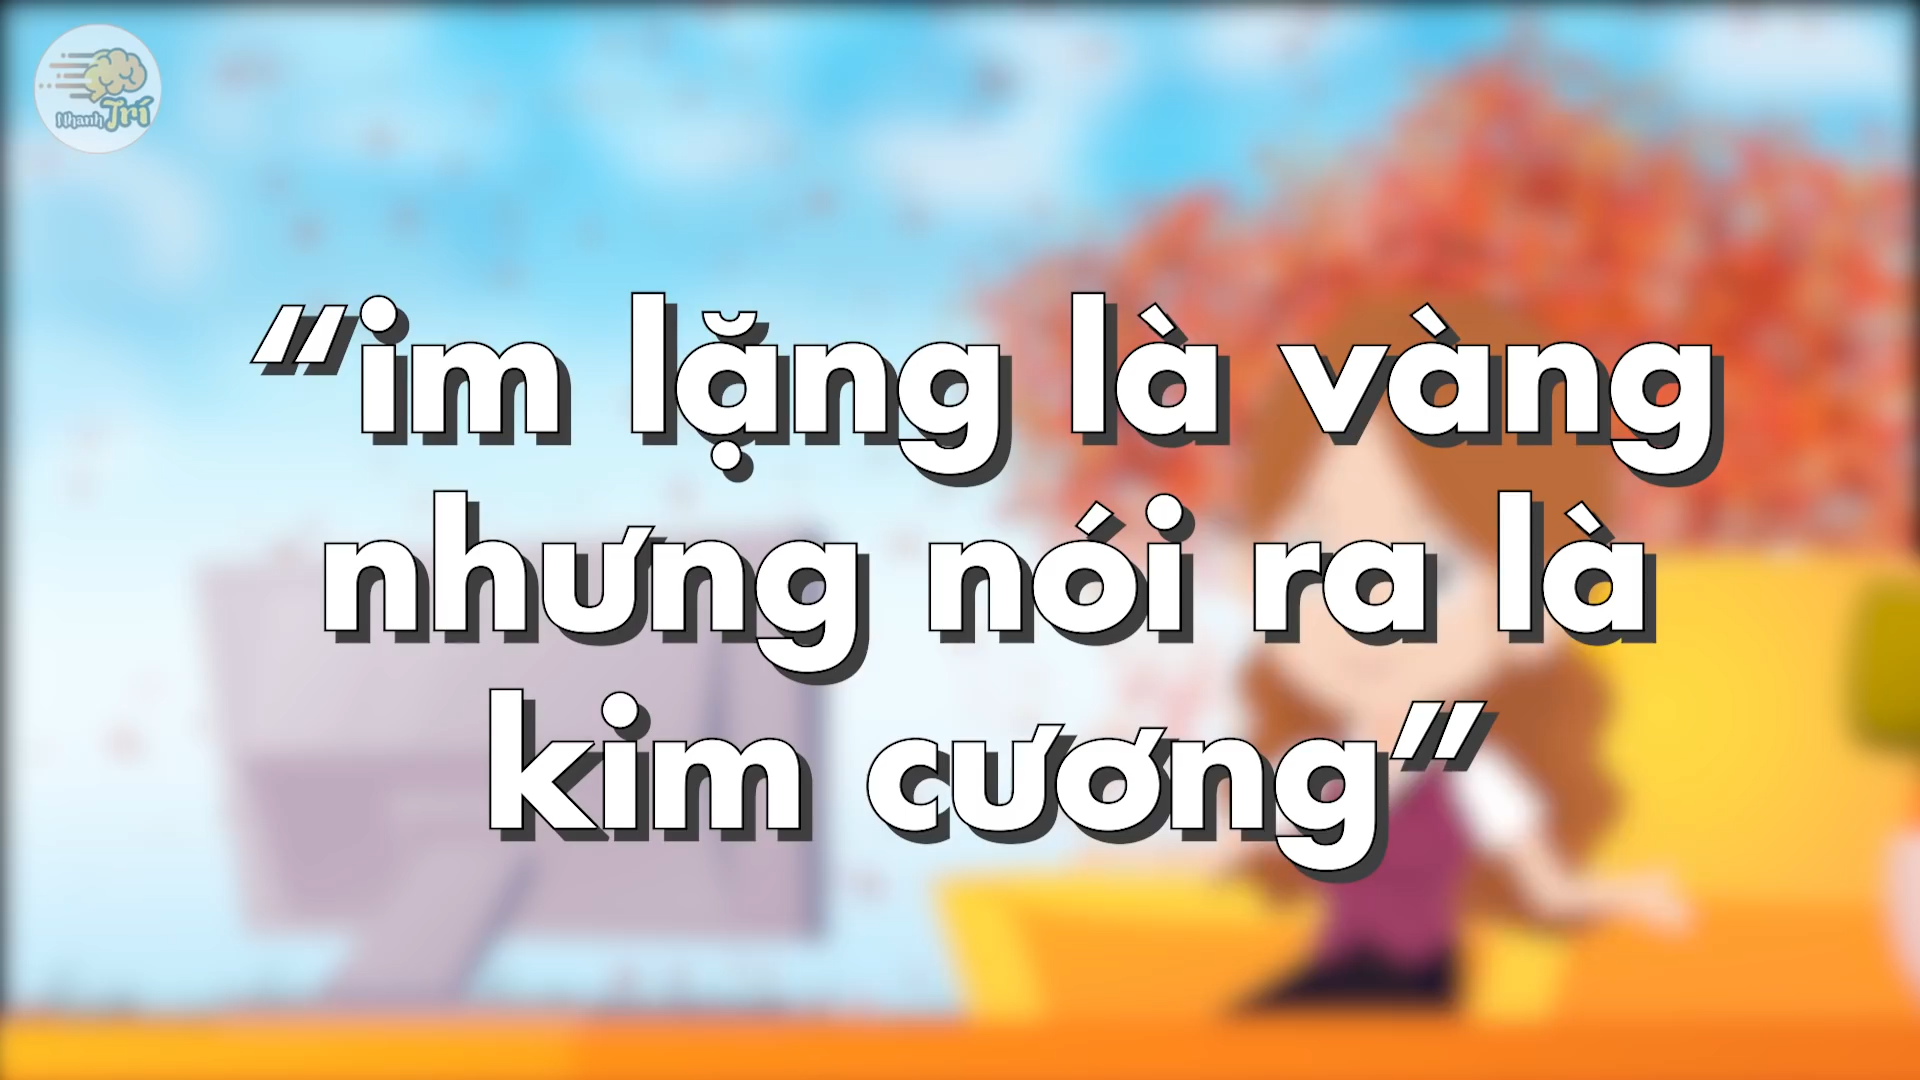 Nhanh Trí
“im lặng là vàng
nhưng nói ra là
kim cương”